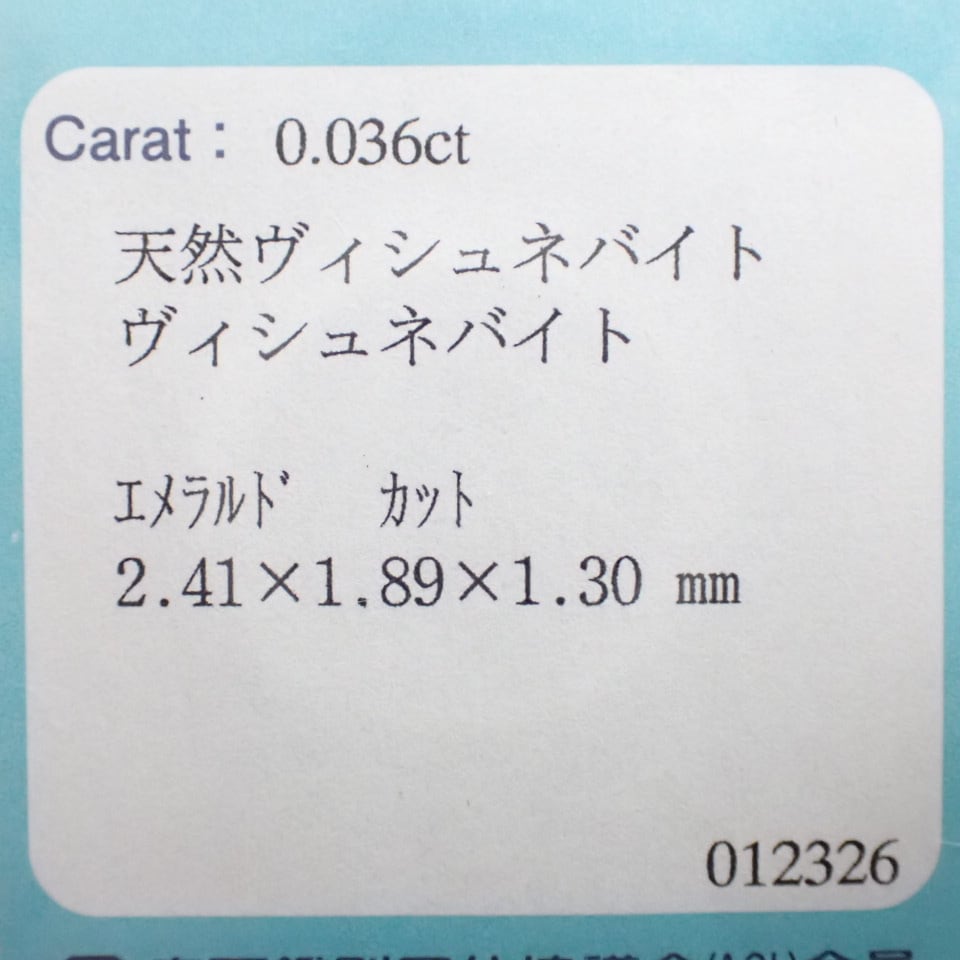 Carat： 0.036ct
天然ヴィシュネバイト
ヴィシュネバイト
ｴﾒﾗﾙﾄﾞ ｶｯﾄ
2.41×1.89×1.30 mm
012326